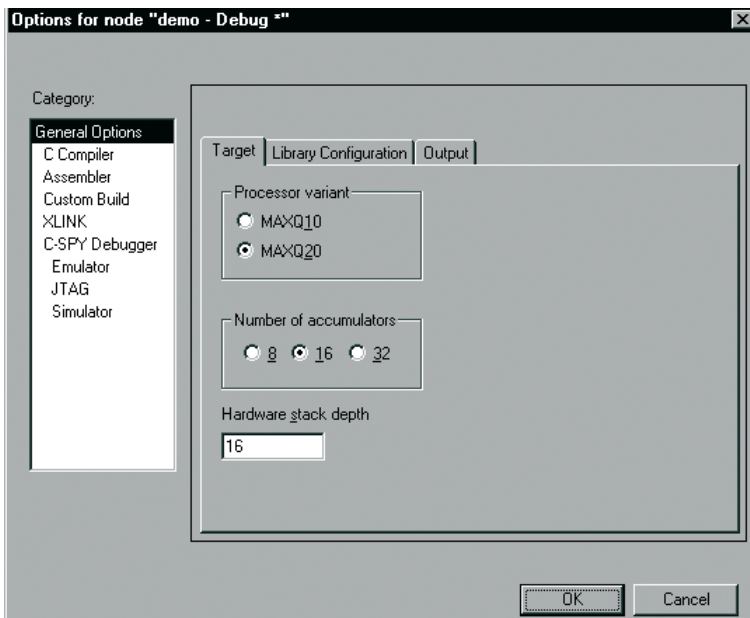 Options for node "demo - Debug *"
Category:
General Options
C Compiler
Assembler
Custom Build
XLINK
C-SPY Debugger
Emulator
JTAG
Simulator
Target
Library Configuration
Output
Processor variant
MAXQ10
MAXQ20
Number of accumulators
8 16 32
Hardware stack depth
16
OK
Cancel